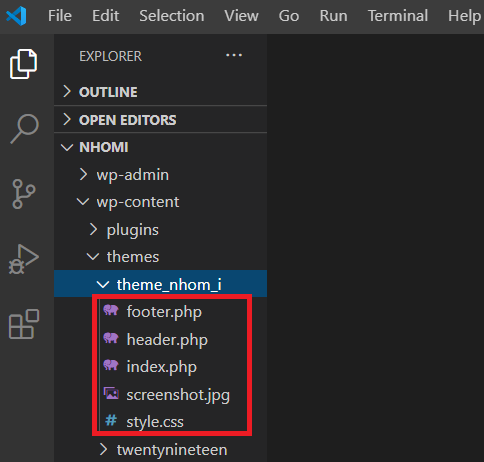 File Edit Selection View Go Run Terminal Help
EXPLORER ...
OUTLINE
OPEN EDITORS
NHOMI
wp-admin
wp-content
plugins
themes
theme_nhom_i
footer.php
header.php
index.php
screenshot.jpg
# style.css
twentynineteen